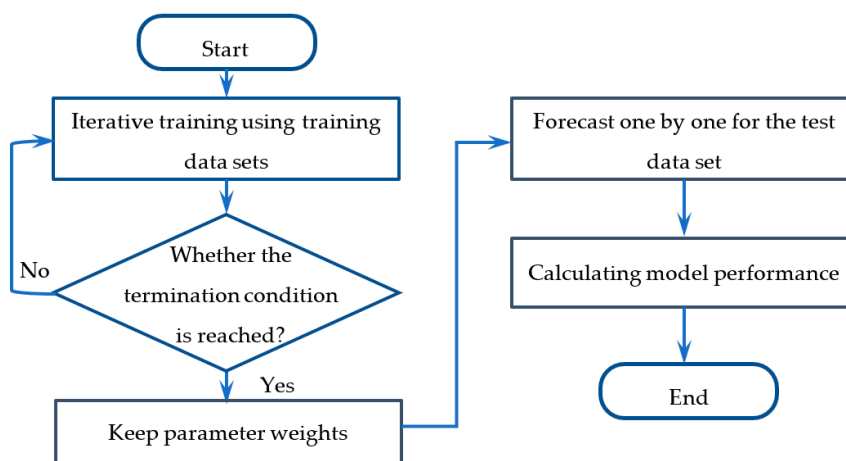 Start
Iterative training using training
data sets
No
Whether the
termination condition
is reached?
Yes
Keep parameter weights
Forecast one by one for the test
data set
Calculating model performance
End